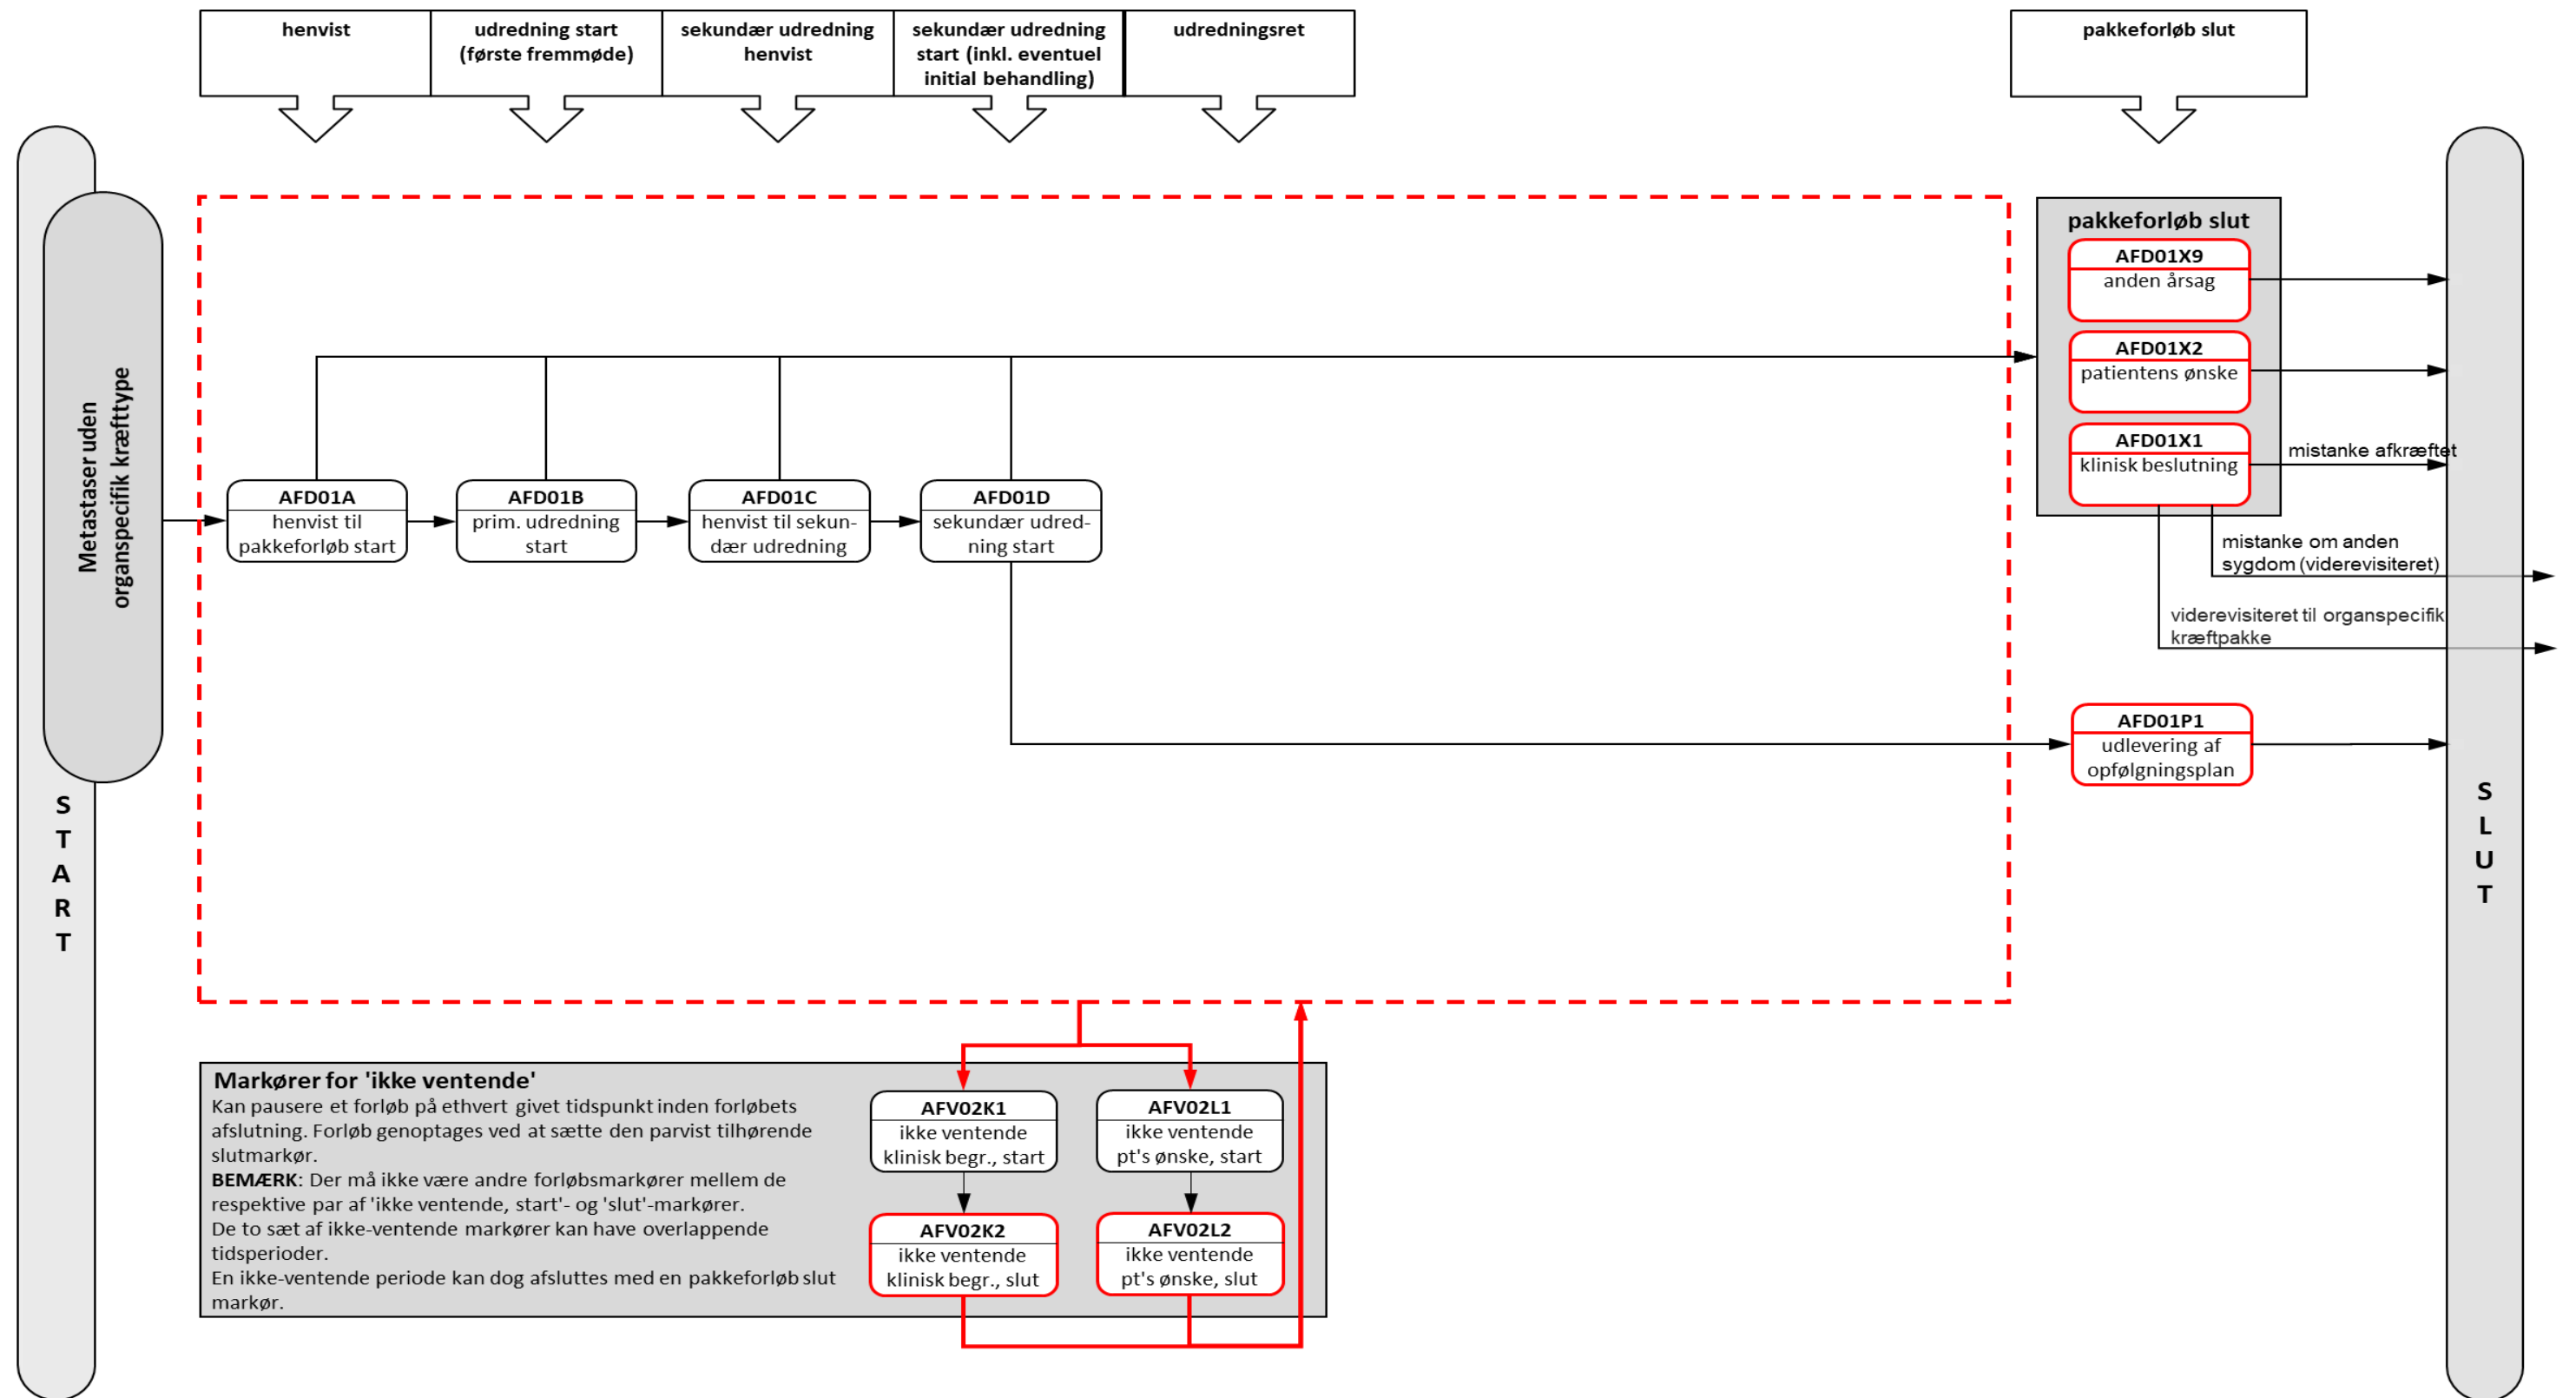 henvist
udredning start
(første fremmøde)
sekundær udredning
henvist
sekundær udredning
start (inkl. eventuel
initial behandling)
udredningsret
pakkeforløb slut
START
Metastaser uden
organspecifik kræfttype
AFD01A
henvist til
pakkeforløb start
AFD01B
prim. udredning
start
AFD01C
henvist til sekun-
dær udredning
AFD01D
sekundær udred-
ning start
pakkeforløb slut
AFD01X9
anden årsag
AFD01X2
patientens ønske
AFD01X1
klinisk beslutning
mistanke afkræftet
mistanke om anden
sygdom (viderevisiteret)
viderevisiteret til organspecifik
kræftpakke
AFD01P1
udlevering af
opfølgningsplan
SLUT
Markører for 'ikke ventende'
Kan pausere et forløb på ethvert givet tidspunkt inden forløbets
afslutning. Forløb genoptages ved at sætte den parvist tilhørende
slutmarkør.
BEMÆRK: Der må ikke være andre forløbsmarkører mellem de
respektive par af 'ikke ventende, start'- og 'slut'-markører.
De to sæt af ikke-ventende markører kan have overlappende
tidsperioder.
En ikke-ventende periode kan dog afsluttes med en pakkeforløb slut
markør.
AFV02K1
ikke ventende
klinisk begr., start
AFV02L1
ikke ventende
pt's ønske, start
AFV02K2
ikke ventende
klinisk begr., slut
AFV02L2
ikke ventende
pt's ønske, slut